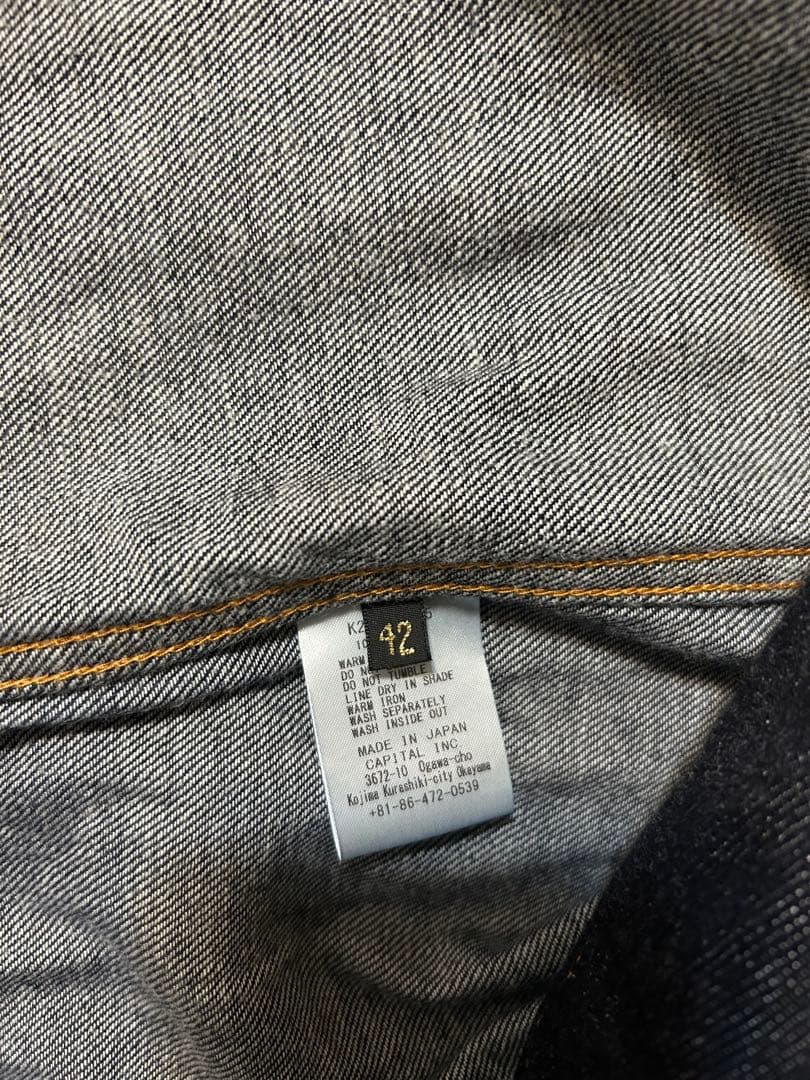 42
WARM
DO NOT TUMBLE
LINE DRY IN SHADE
WARM IRON
WASH SEPARATELY
WASH INSIDE OUT
MADE IN JAPAN
CAPITAL INC
3672-10 Ogawa-cho
Kojima Kurashiki-city Okayama
+81-86-472-0539